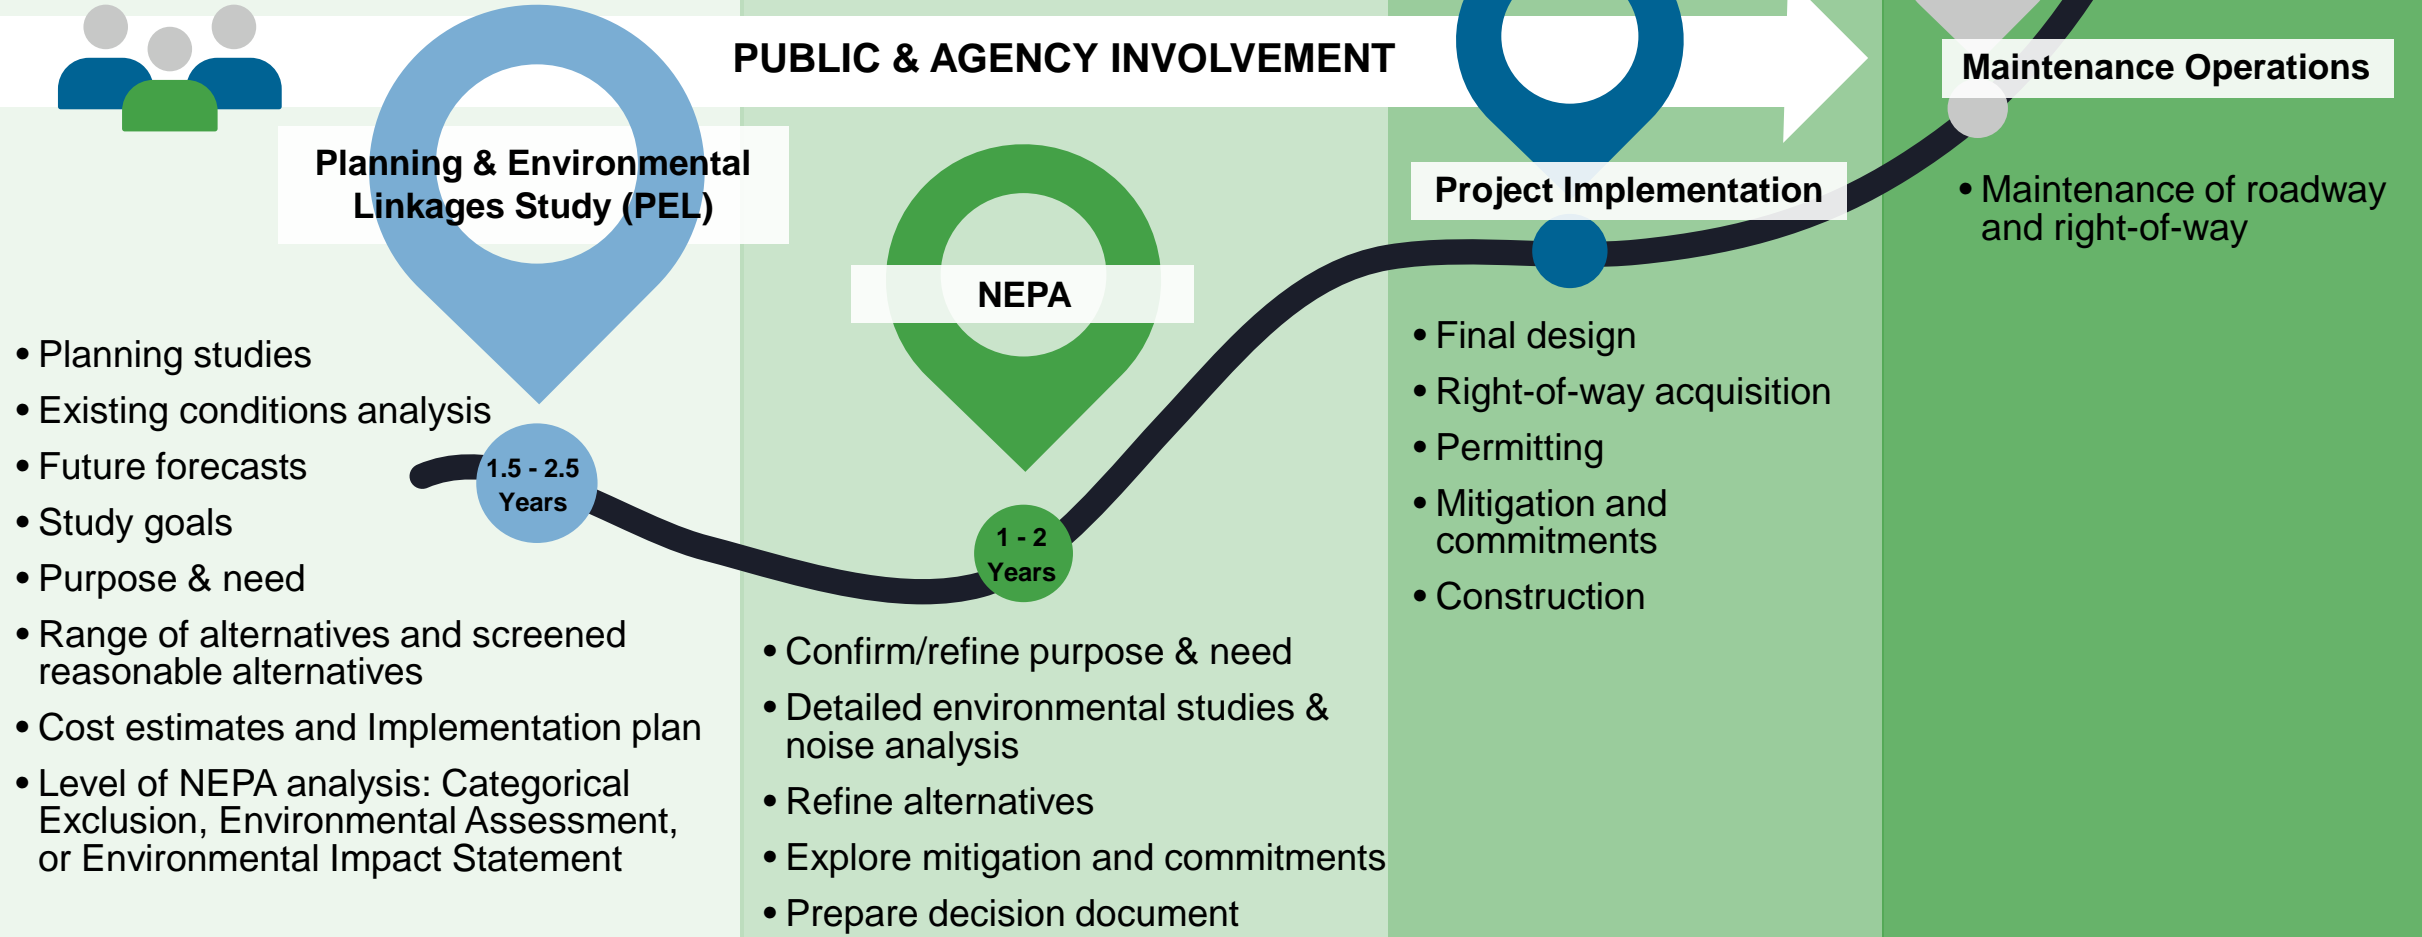 PUBLIC & AGENCY INVOLVEMENT
Planning & Environmental
Linkages Study (PEL)
• Planning studies
• Existing conditions analysis
• Future forecasts
• Study goals
• Purpose & need
• Range of alternatives and screened
reasonable alternatives
• Cost estimates and Implementation plan
• Level of NEPA analysis: Categorical
Exclusion, Environmental Assessment,
or Environmental Impact Statement
1.5 - 2.5
Years
NEPA
1 - 2
Years
• Confirm/refine purpose & need
• Detailed environmental studies &
noise analysis
• Refine alternatives
• Explore mitigation and commitments
• Prepare decision document
Project Implementation
• Final design
• Right-of-way acquisition
• Permitting
• Mitigation and
commitments
• Construction
Maintenance Operations
• Maintenance of roadway
and right-of-way